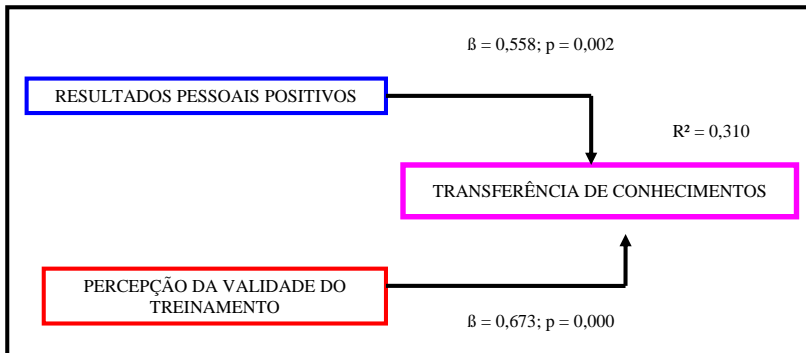 ß = 0,558; p = 0,002
RESULTADOS PESSOAIS POSITIVOS
R² = 0,310
TRANSFERÊNCIA DE CONHECIMENTOS
PERCEPÇÃO DA VALIDADE DO
TREINAMENTO
ß = 0,673; p = 0,000